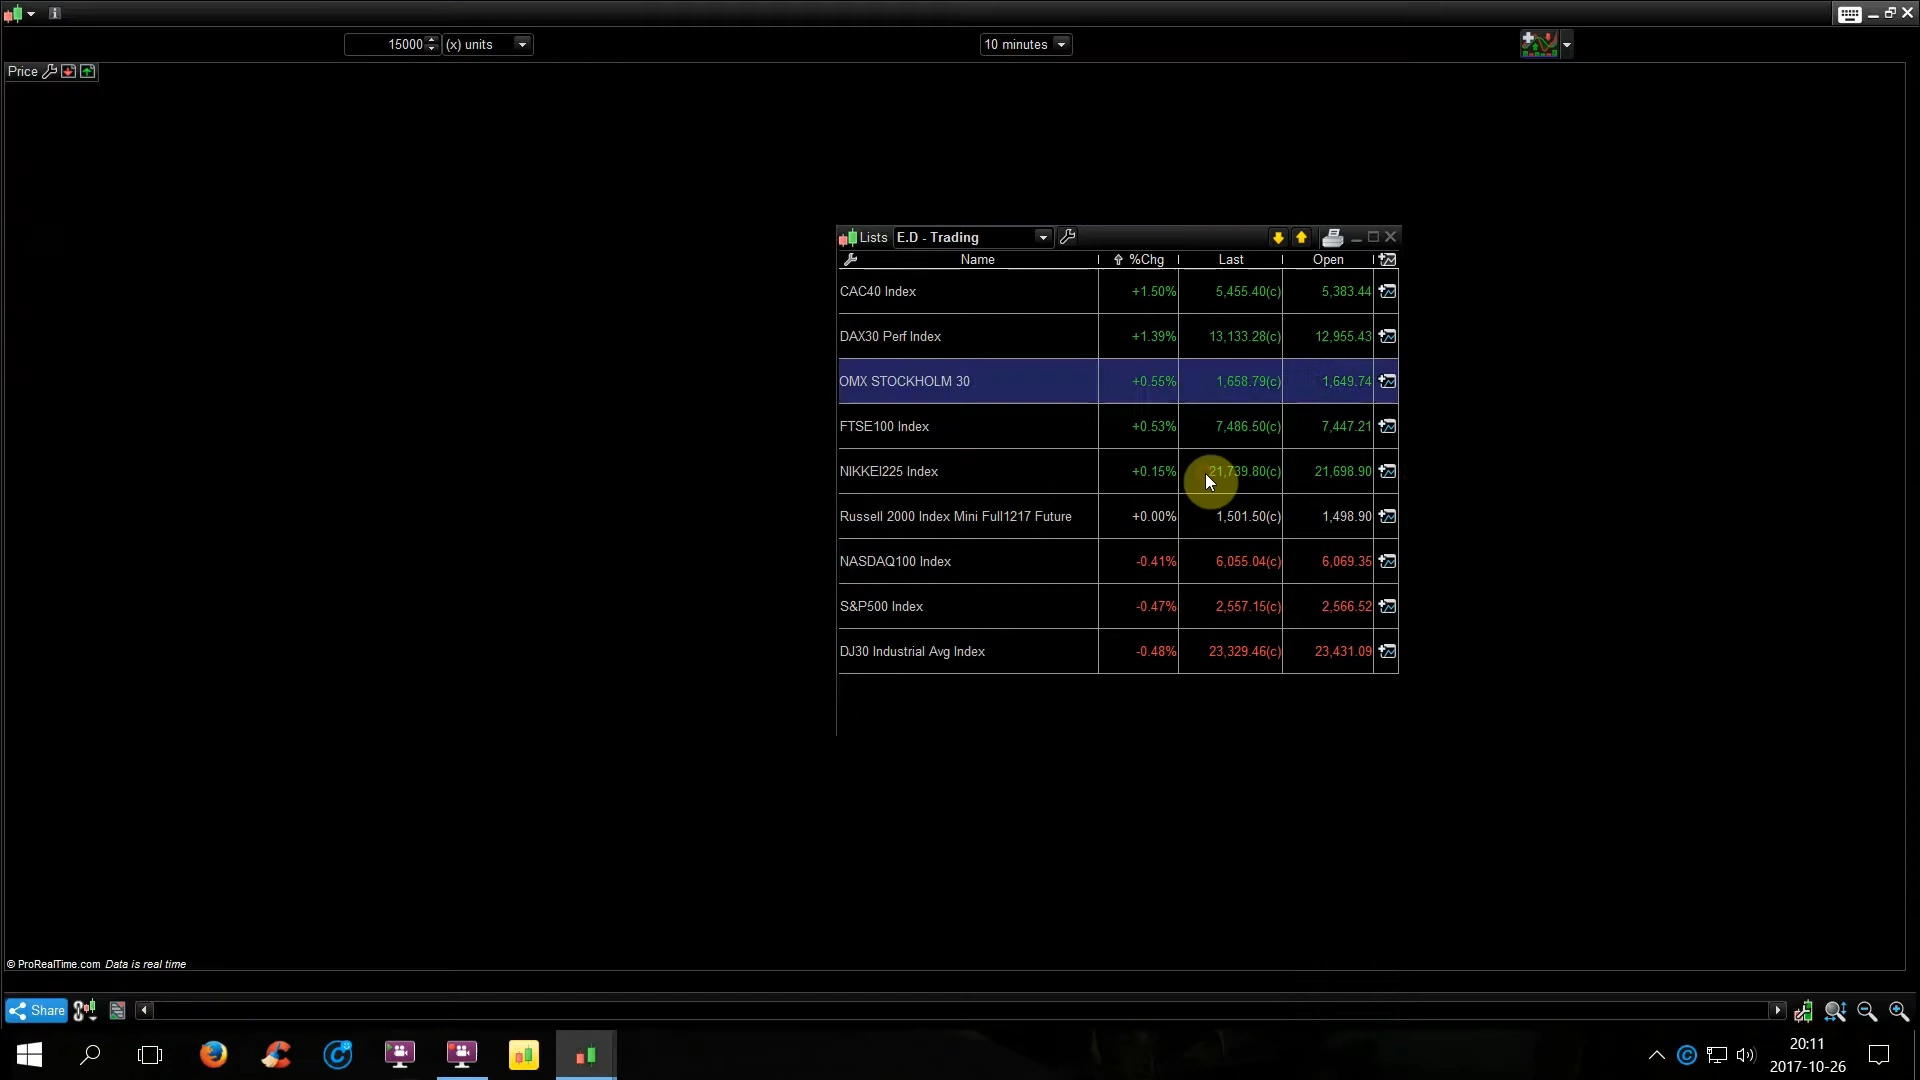 15000 (x) units 10 minutes
Price
Lists E.D - Trading
Name %Chg Last Open
CAC40 Index +1.50% 5,455.40(c) 5,383.44
DAX30 Perf Index +1.39% 13,133.28(c) 12,955.43
OMX STOCKHOLM 30 +0.55% 1,658.79(c) 1,649.74
FTSE100 Index +0.53% 7,486.50(c) 7,447.21
NIKKEI225 Index +0.15% 21,739.80(c) 21,698.90
Russell 2000 Index Mini Full1217 Future +0.00% 1,501.50(c) 1,498.90
NASDAQ100 Index -0.41% 6,055.04(c) 6,069.35
S&P500 Index -0.47% 2,557.15(c) 2,566.52
DJ30 Industrial Avg Index -0.48% 23,329.46(c) 23,431.09
© ProRealTime.com Data is real time
Share
20:11
2017-10-26